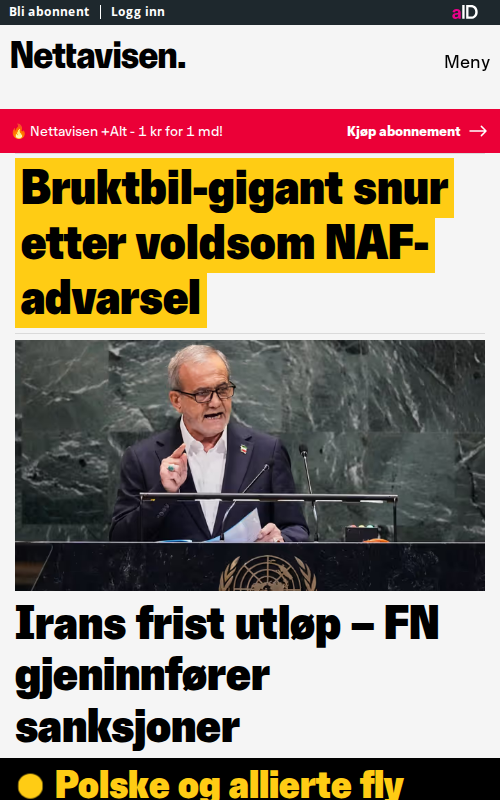 Bli abonnent | Logg inn aID
Nettavisen.
Meny
🔥 Nettavisen +Alt - 1 kr for 1 md! Kjøp abonnement →
Bruktbil-gigant snur
etter voldsom NAF-
advarsel
Irans frist utløp – FN
gjeninnfører
sanksjoner
Polske og allierte fly